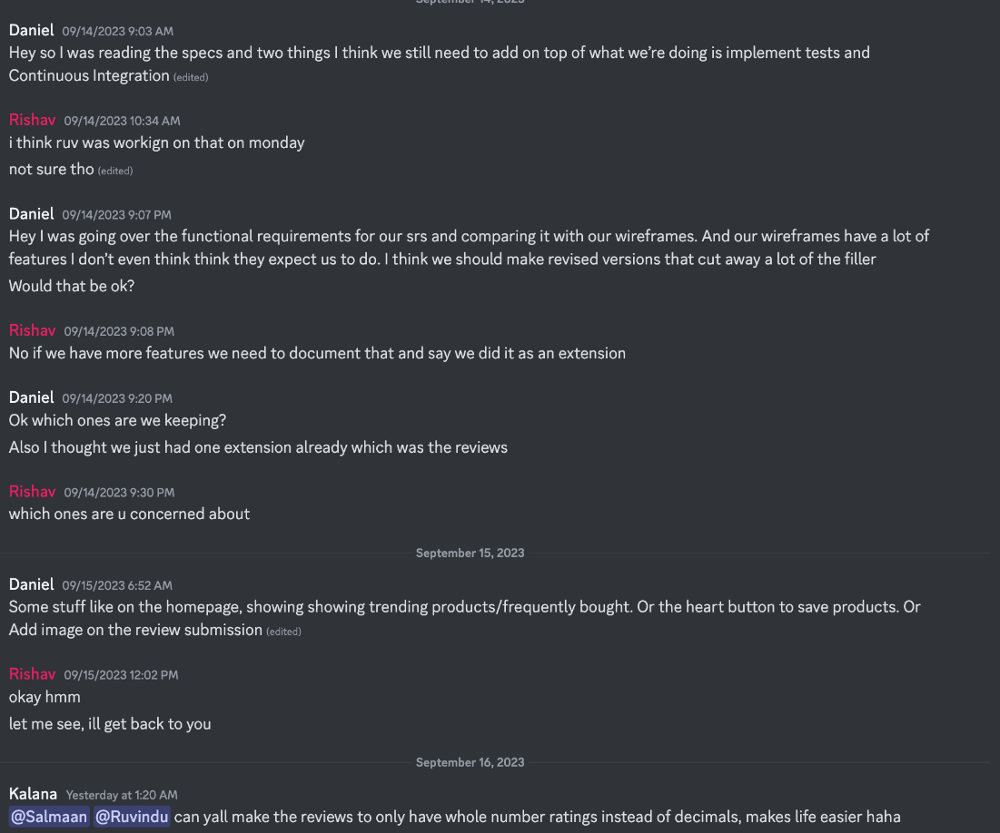 September 14, 2023
Daniel 09/14/2023 9:03 AM
Hey so I was reading the specs and two things I think we still need to add on top of what we’re doing is implement tests and
Continuous Integration (edited)
Rishav 09/14/2023 10:34 AM
i think ruv was workign on that on monday
not sure tho (edited)
Daniel 09/14/2023 9:07 PM
Hey I was going over the functional requirements for our srs and comparing it with our wireframes. And our wireframes have a lot of
features I don’t even think think they expect us to do. I think we should make revised versions that cut away a lot of the filler
Would that be ok?
Rishav 09/14/2023 9:08 PM
No if we have more features we need to document that and say we did it as an extension
Daniel 09/14/2023 9:20 PM
Ok which ones are we keeping?
Also I thought we just had one extension already which was the reviews
Rishav 09/14/2023 9:30 PM
which ones are u concerned about
September 15, 2023
Daniel 09/15/2023 6:52 AM
Some stuff like on the homepage, showing showing trending products/frequently bought. Or the heart button to save products. Or
Add image on the review submission (edited)
Rishav 09/15/2023 12:02 PM
okay hmm
let me see, ill get back to you
September 16, 2023
Kalana Yesterday at 1:20 AM
@Salmaan @Ruvindu can yall make the reviews to only have whole number ratings instead of decimals, makes life easier haha